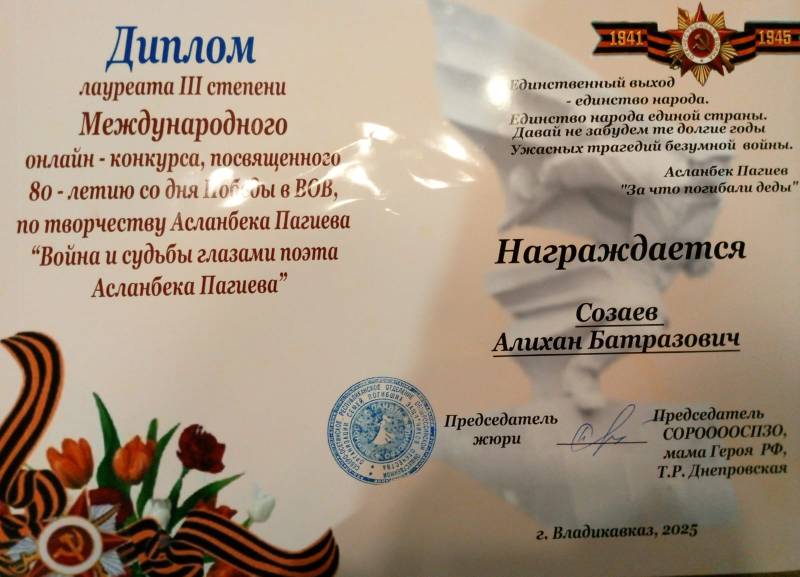 Диплом
лауреата III степени
Международного
онлайн - конкурса, посвященного
80 - летию со дня Победы в ВОВ,
по творчеству Асланбека Пагиева
“Война и судьбы глазами поэта
Асланбека Пагиева”
1941 1945
Единственный выход
- единство народа.
Единство народа единой страны.
Давай не забудем те долгие годы
Ужасных трагедий безумной войны.
Асланбек Пагиев
"За что погибали деды"
Награждается
Созаев
Алихан Батразович
Председатель
жюри
Председатель
СОРОООOСПЗО,
мама Героя РФ,
Т.Р. Днепровская
г. Владикавказ, 2025